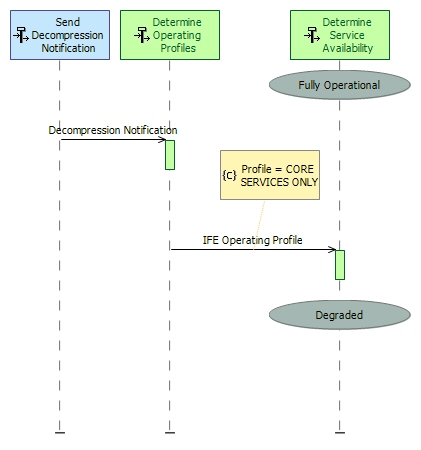 Send
Decompression
Notification
Determine
Operating
Profiles
Determine
Service
Availability
Fully Operational
Decompression Notification
{c} Profile = CORE
SERVICES ONLY
IFE Operating Profile
Degraded